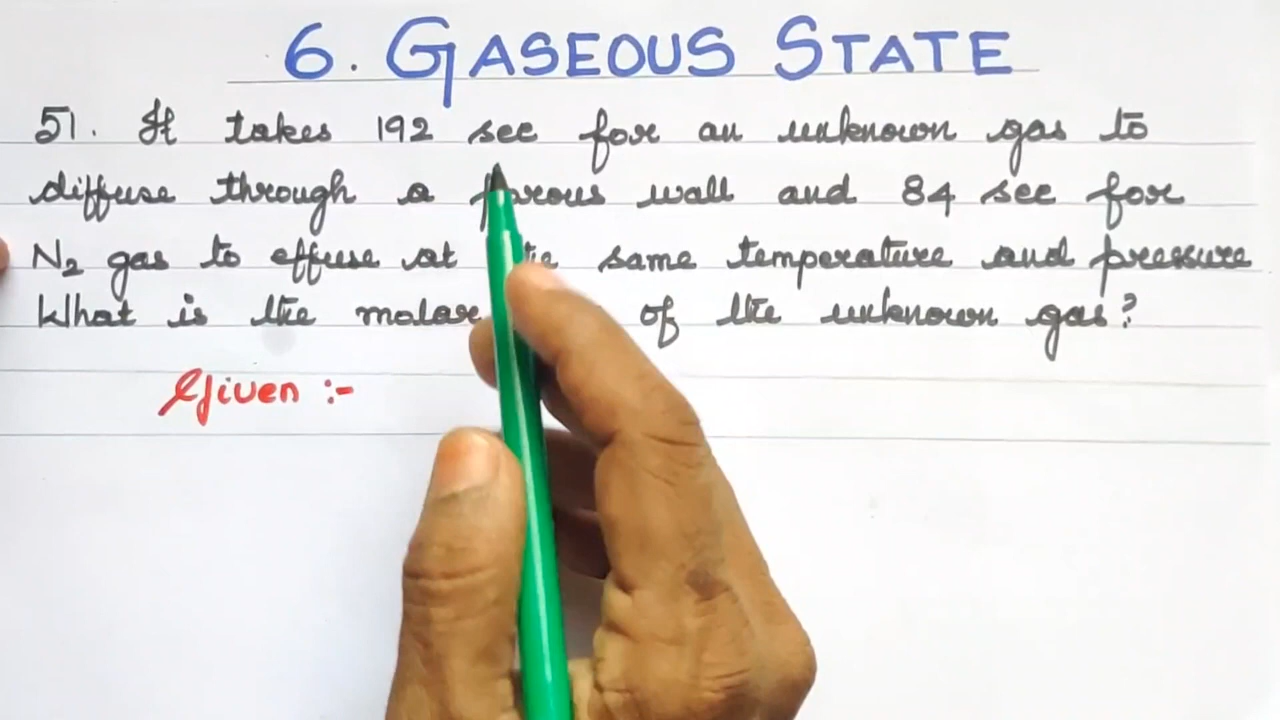 6. GASEOUS STATE
51. It takes 192 sec for an unknown gas to
diffuse through a porous wall and 84 sec for
N₂ gas to effuse at the same temperature and pressure
What is the molar of the unknown gas?
Given :-